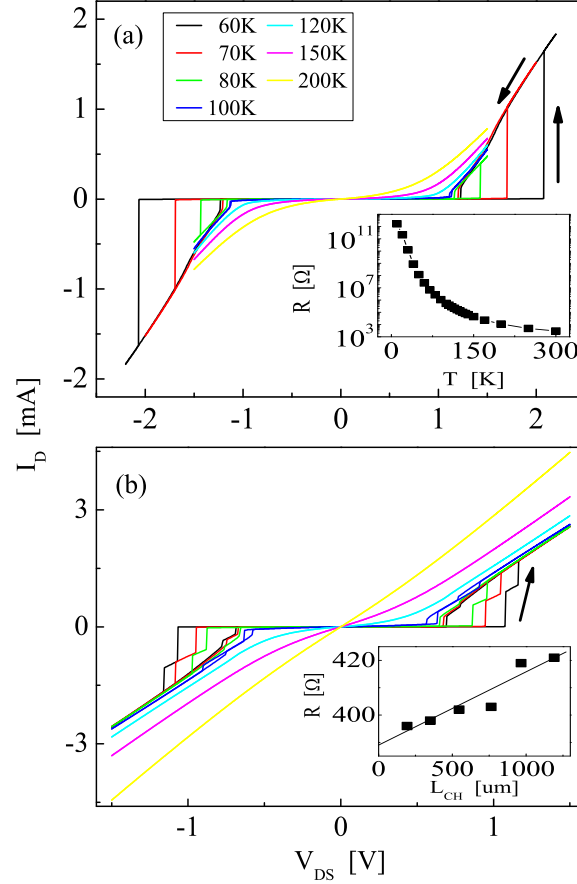 (a)
60K 120K
70K 150K
80K 200K
100K
2
1
0
-1
-2
-2 -1 0 1 2
R [Ω]
10^11
10^7
10^3
0 150 300
T [K]
I_D [mA]
(b)
3
0
-3
-1 0 1
V_DS [V]
R [Ω]
420
400
0 500 1000
L_CH [um]